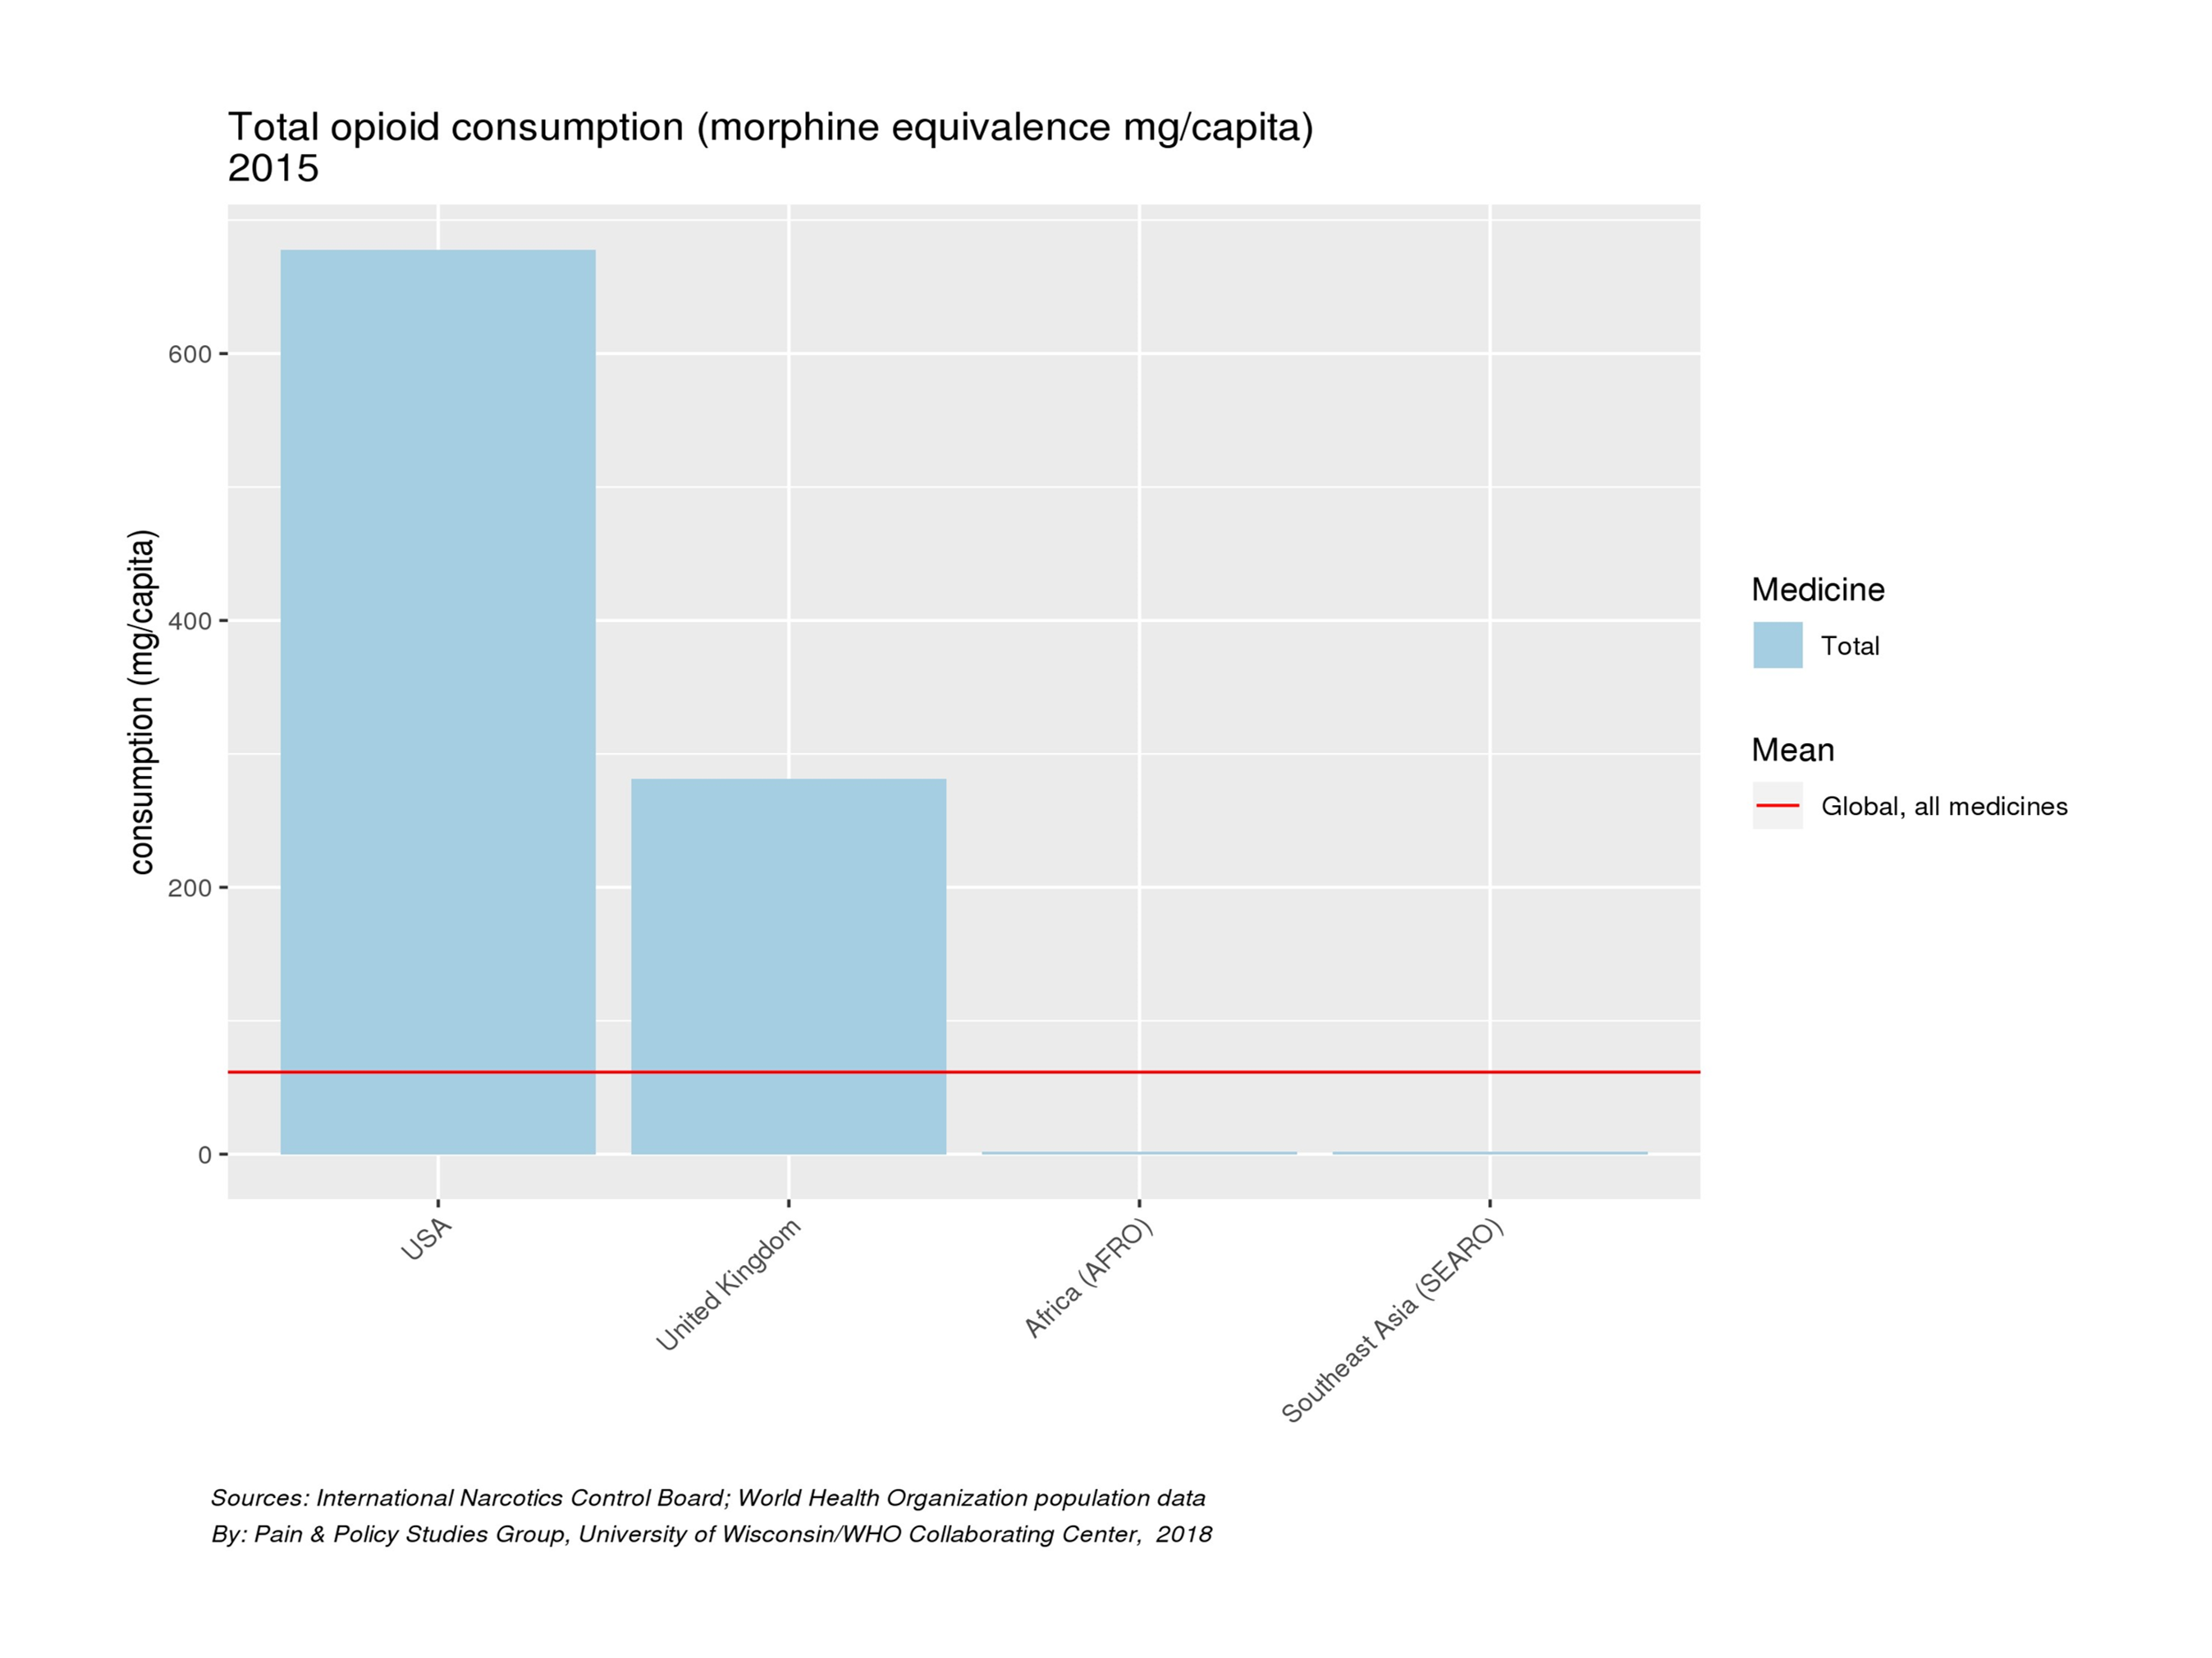 Total opioid consumption (morphine equivalence mg/capita)
2015
consumption (mg/capita)
600
400
200
0
USA
United Kingdom
Africa (AFRO)
Southeast Asia (SEARO)
Medicine
Total
Mean
Global, all medicines
Sources: International Narcotics Control Board; World Health Organization population data
By: Pain & Policy Studies Group, University of Wisconsin/WHO Collaborating Center,  2018